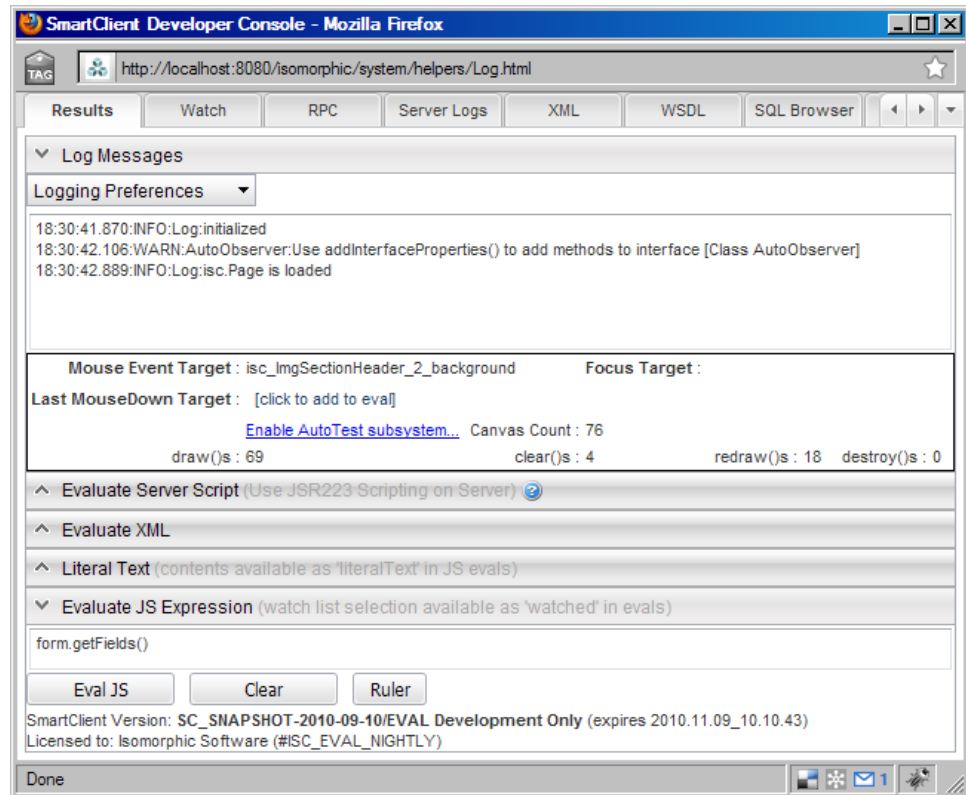 SmartClient Developer Console - Mozilla Firefox
TAG http://localhost:8080/isomorphic/system/helpers/Log.html
Results Watch RPC Server Logs XML WSDL SQL Browser
Log Messages
Logging Preferences
18:30:41.870:INFO:Log:initialized
18:30:42.106:WARN:AutoObserver:Use addInterfaceProperties() to add methods to interface [Class AutoObserver]
18:30:42.889:INFO:Log:isc.Page is loaded
Mouse Event Target : isc_ImgSectionHeader_2_background Focus Target :
Last MouseDown Target : [click to add to eval]
Enable AutoTest subsystem... Canvas Count : 76
draw()s : 69 clear()s : 4 redraw()s : 18 destroy()s : 0
Evaluate Server Script (Use JSR223 Scripting on Server) ?
Evaluate XML
Literal Text (contents available as 'literalText' in JS evals)
Evaluate JS Expression (watch list selection available as 'watched' in evals)
form.getFields()
Eval JS Clear Ruler
SmartClient Version: SC_SNAPSHOT-2010-09-10/EVAL Development Only (expires 2010.11.09_10.10.43)
Licensed to: Isomorphic Software (#ISC_EVAL_NIGHTLY)
Done 1